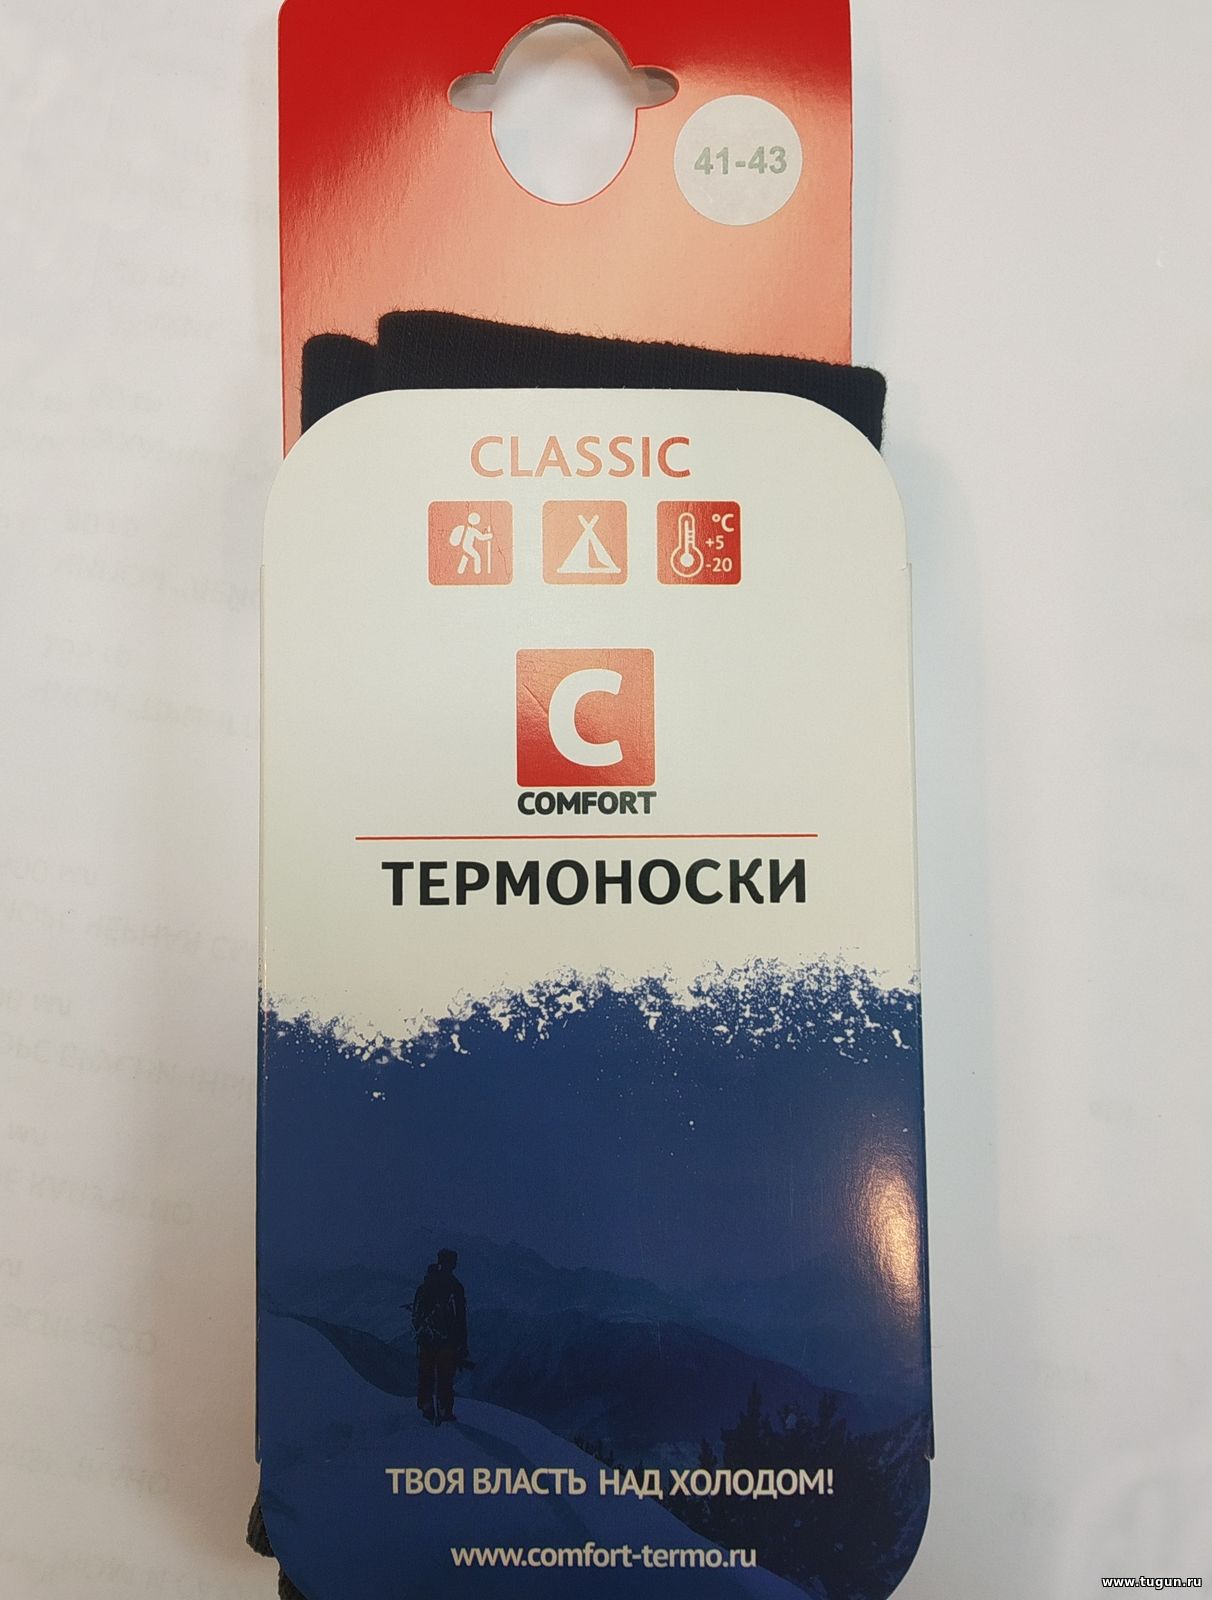 41-43
CLASSIC
°C
+5
-20
C
COMFORT
ТЕРМОНОСКИ
ТВОЯ ВЛАСТЬ НАД ХОЛОДОМ!
www.comfort-termo.ru
www.tugun.ru